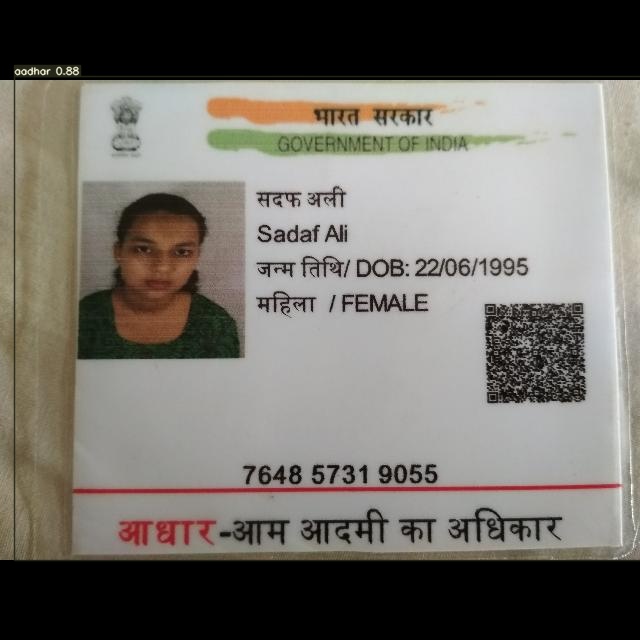 aadhar 0.88
भारत सरकार
GOVERNMENT OF INDIA
सदफ अली
Sadaf Ali
जन्म तिथि/ DOB: 22/06/1995
महिला / FEMALE
7648 5731 9055
आधार-आम आदमी का अधिकार